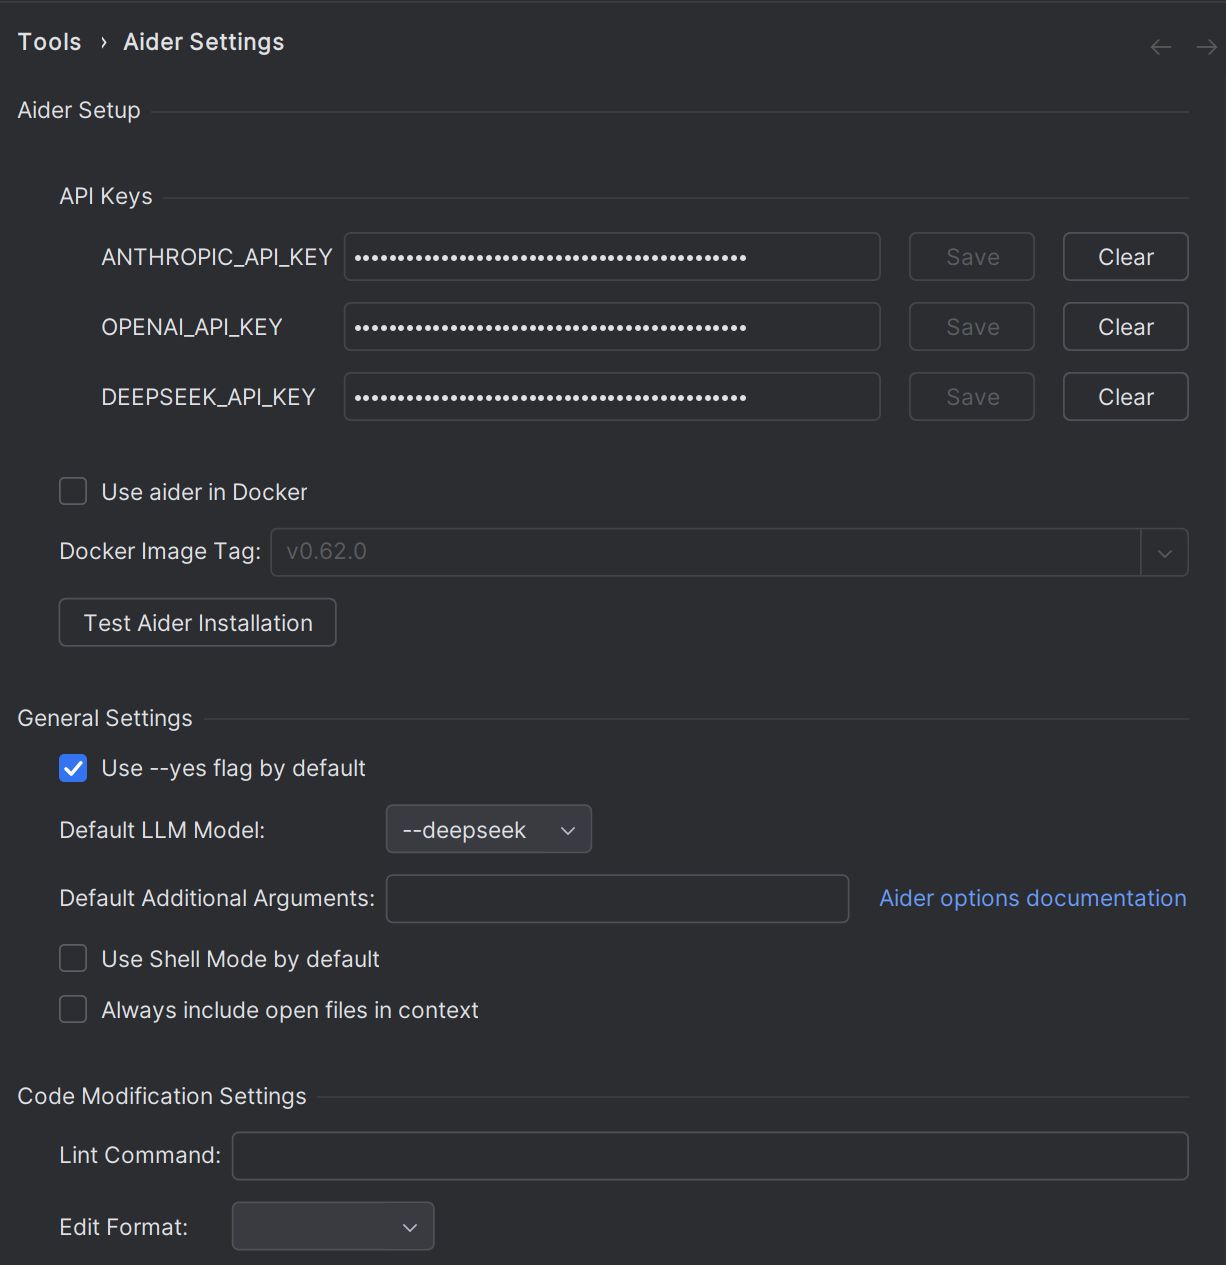 Tools › Aider Settings
Aider Setup
API Keys
ANTHROPIC_API_KEY ••••••••••••••••••••••••••••••••••••••••••••• Save Clear
OPENAI_API_KEY ••••••••••••••••••••••••••••••••••••••••••••• Save Clear
DEEPSEEK_API_KEY ••••••••••••••••••••••••••••••••••••••••••••• Save Clear
Use aider in Docker
Docker Image Tag: v0.62.0
Test Aider Installation
General Settings
Use --yes flag by default
Default LLM Model: --deepseek
Default Additional Arguments: Aider options documentation
Use Shell Mode by default
Always include open files in context
Code Modification Settings
Lint Command:
Edit Format: